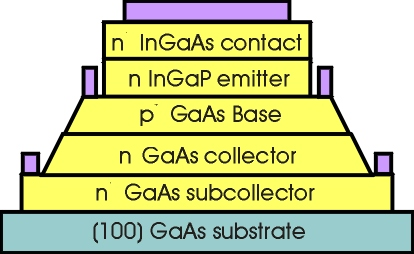 n InGaAs contact
n InGaP emitter
p GaAs Base
n GaAs collector
n GaAs subcollector
(100) GaAs substrate